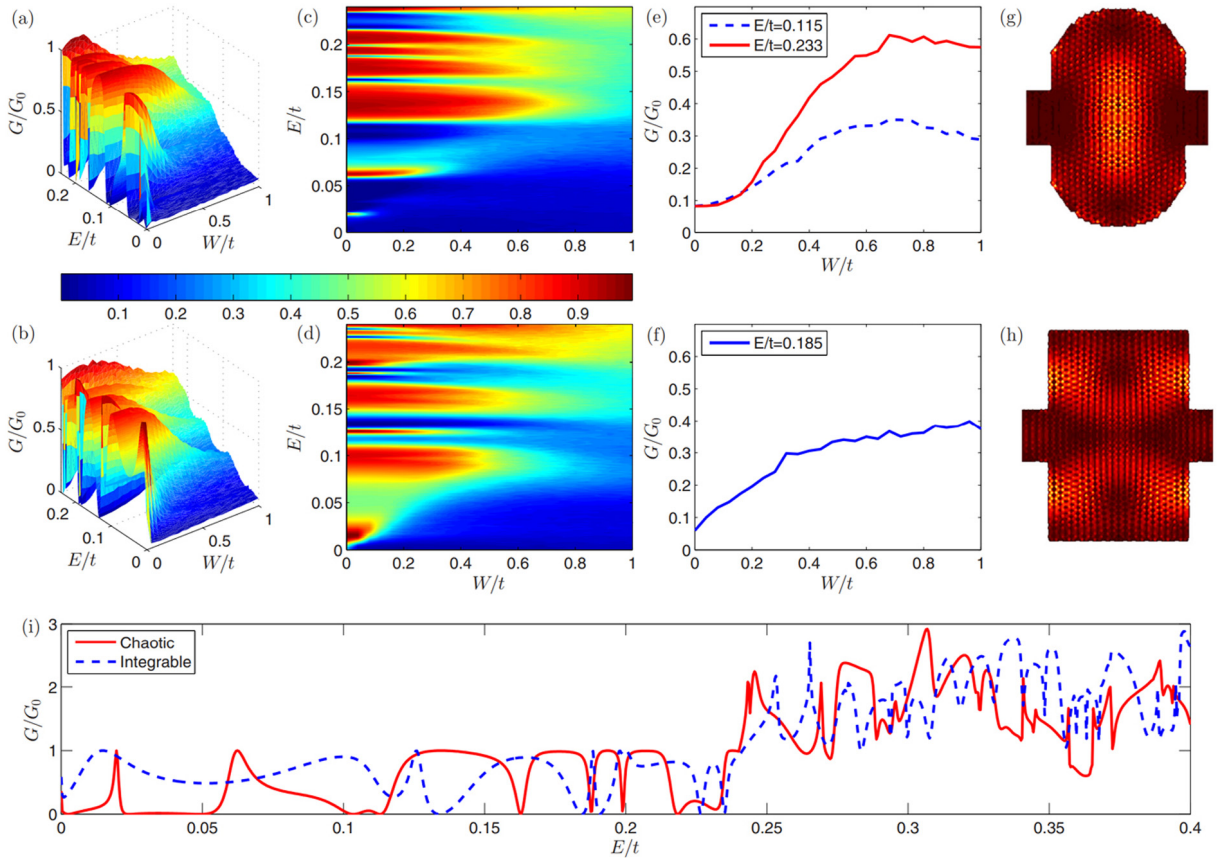 (a)
G/G0
1
0.5
0
0.2
0.1
0
E/t
0
0.5
1
W/t
(c)
E/t
0.2
0.15
0.1
0.05
0
0 0.2 0.4 0.6 0.8 1
(e)
E/t=0.115
E/t=0.233
G/G0
0.6
0.5
0.4
0.3
0.2
0.1
0
0 0.2 0.4 0.6 0.8 1
W/t
(g)
0.1 0.2 0.3 0.4 0.5 0.6 0.7 0.8 0.9
(b)
G/G0
1
0.5
0
0.2
0.1
0
E/t
0
0.5
1
W/t
(d)
E/t
0.2
0.15
0.1
0.05
0
0 0.2 0.4 0.6 0.8 1
W/t
(f)
E/t=0.185
G/G0
0.6
0.5
0.4
0.3
0.2
0.1
0
0 0.2 0.4 0.6 0.8 1
W/t
(h)
(i)
Chaotic
Integrable
G/G0
3
2
1
0
0 0.05 0.1 0.15 0.2 0.25 0.3 0.35 0.4
E/t